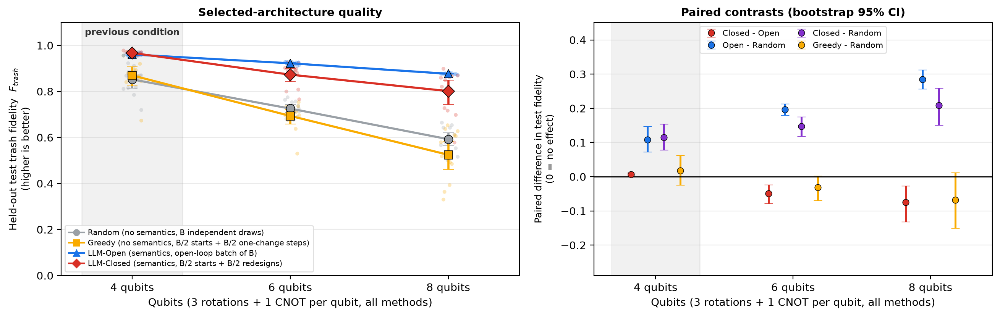 Selected-architecture quality
previous condition
1.0
0.8
0.6
0.4
0.2
0.0
Held-out test trash fidelity F_trash
(higher is better)
Random (no semantics, B independent draws)
Greedy (no semantics, B/2 starts + B/2 one-change steps)
LLM-Open (semantics, open-loop batch of B)
LLM-Closed (semantics, B/2 starts + B/2 redesigns)
4 qubits
6 qubits
8 qubits
Qubits (3 rotations + 1 CNOT per qubit, all methods)
Paired contrasts (bootstrap 95% CI)
Closed - Open
Open - Random
Closed - Random
Greedy - Random
0.4
0.3
0.2
0.1
0.0
−0.1
−0.2
Paired difference in test fidelity
(0 = no effect)
4 qubits
6 qubits
8 qubits
Qubits (3 rotations + 1 CNOT per qubit, all methods)